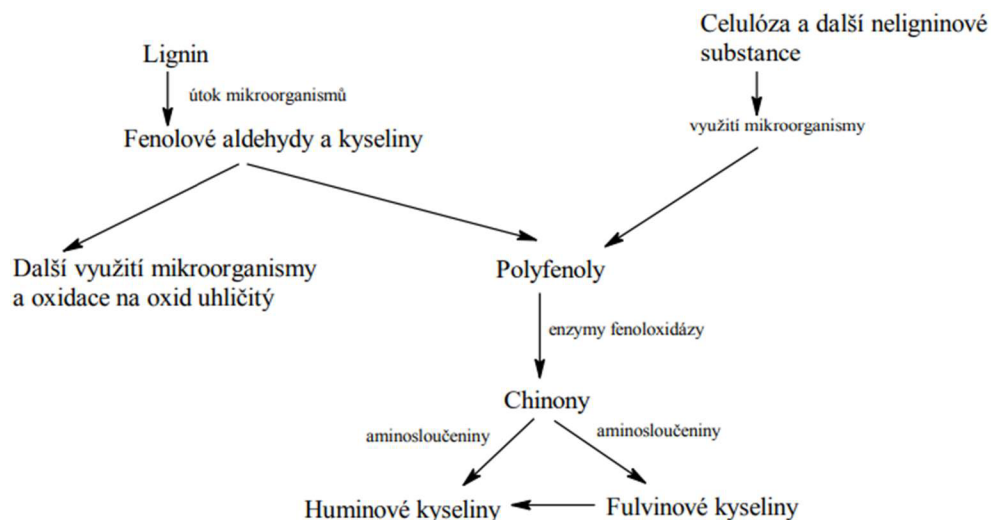 Celulóza a další neligninové
substance
Lignin
útok mikroorganismů
využití mikroorganismy
Fenolové aldehydy a kyseliny
Další využití mikroorganismy
a oxidace na oxid uhličitý
Polyfenoly
enzymy fenoloxidázy
Chinony
aminosloučeniny
aminosloučeniny
Huminové kyseliny
Fulvinové kyseliny